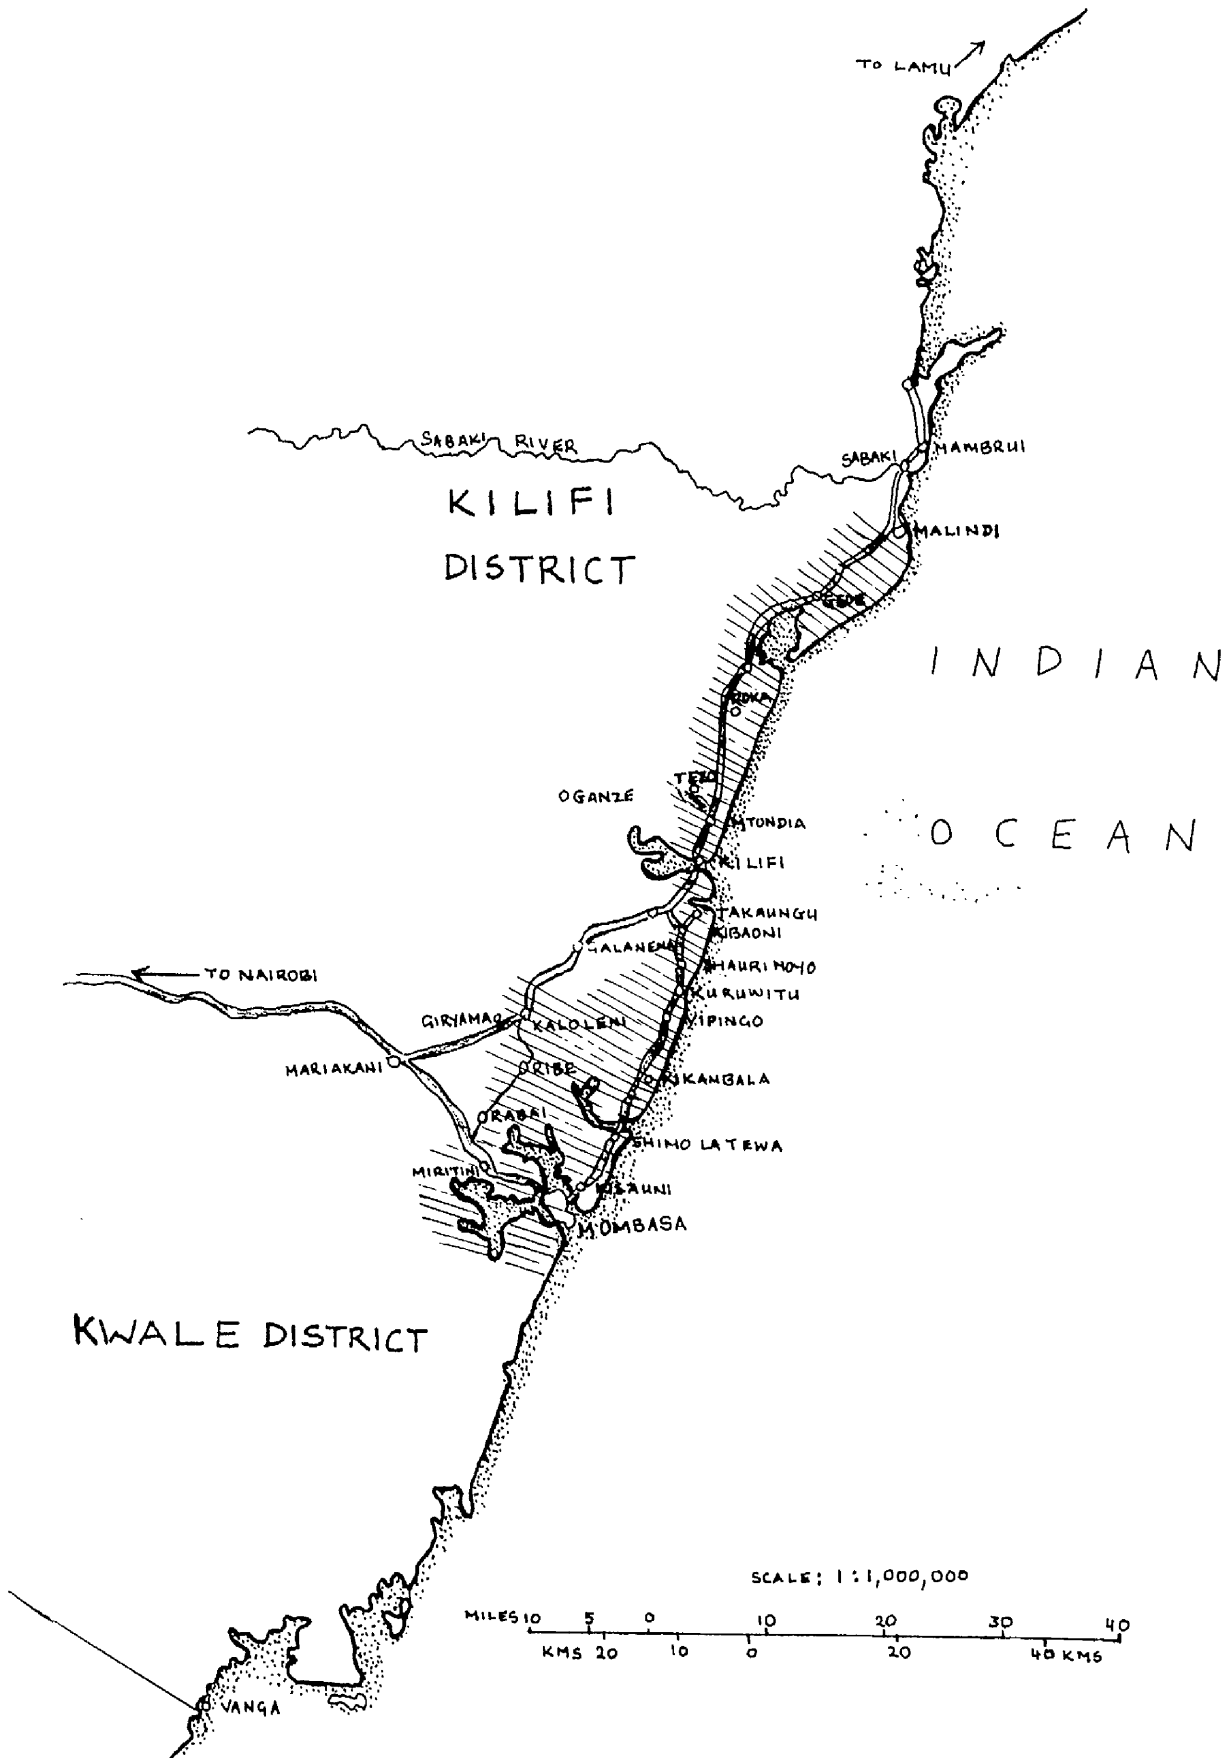 TO LAMU
SABAKI RIVER
SABAKI
MAMBRUI
KILIFI
DISTRICT
MALINDI
GEDE
INDIAN
ROKA
TEZO
GANZE
MTONDIA
OCEAN
KILIFI
TAKAUNGU
KIBAONI
TO NAIROBI
SHAURI MOYO
KURUWITU
GIRYAMA
KALOLENI
VIPINGO
MARIAKANI
RIBE
KIKAMBALA
RABAI
SHIMO LA TEWA
MIRITINI
KISAUNI
MOMBASA
KWALE DISTRICT
SCALE: 1:1,000,000
MILES 10 5 0 10 20 30 40
KMS 20 10 0 20 40 KMS
VANGA